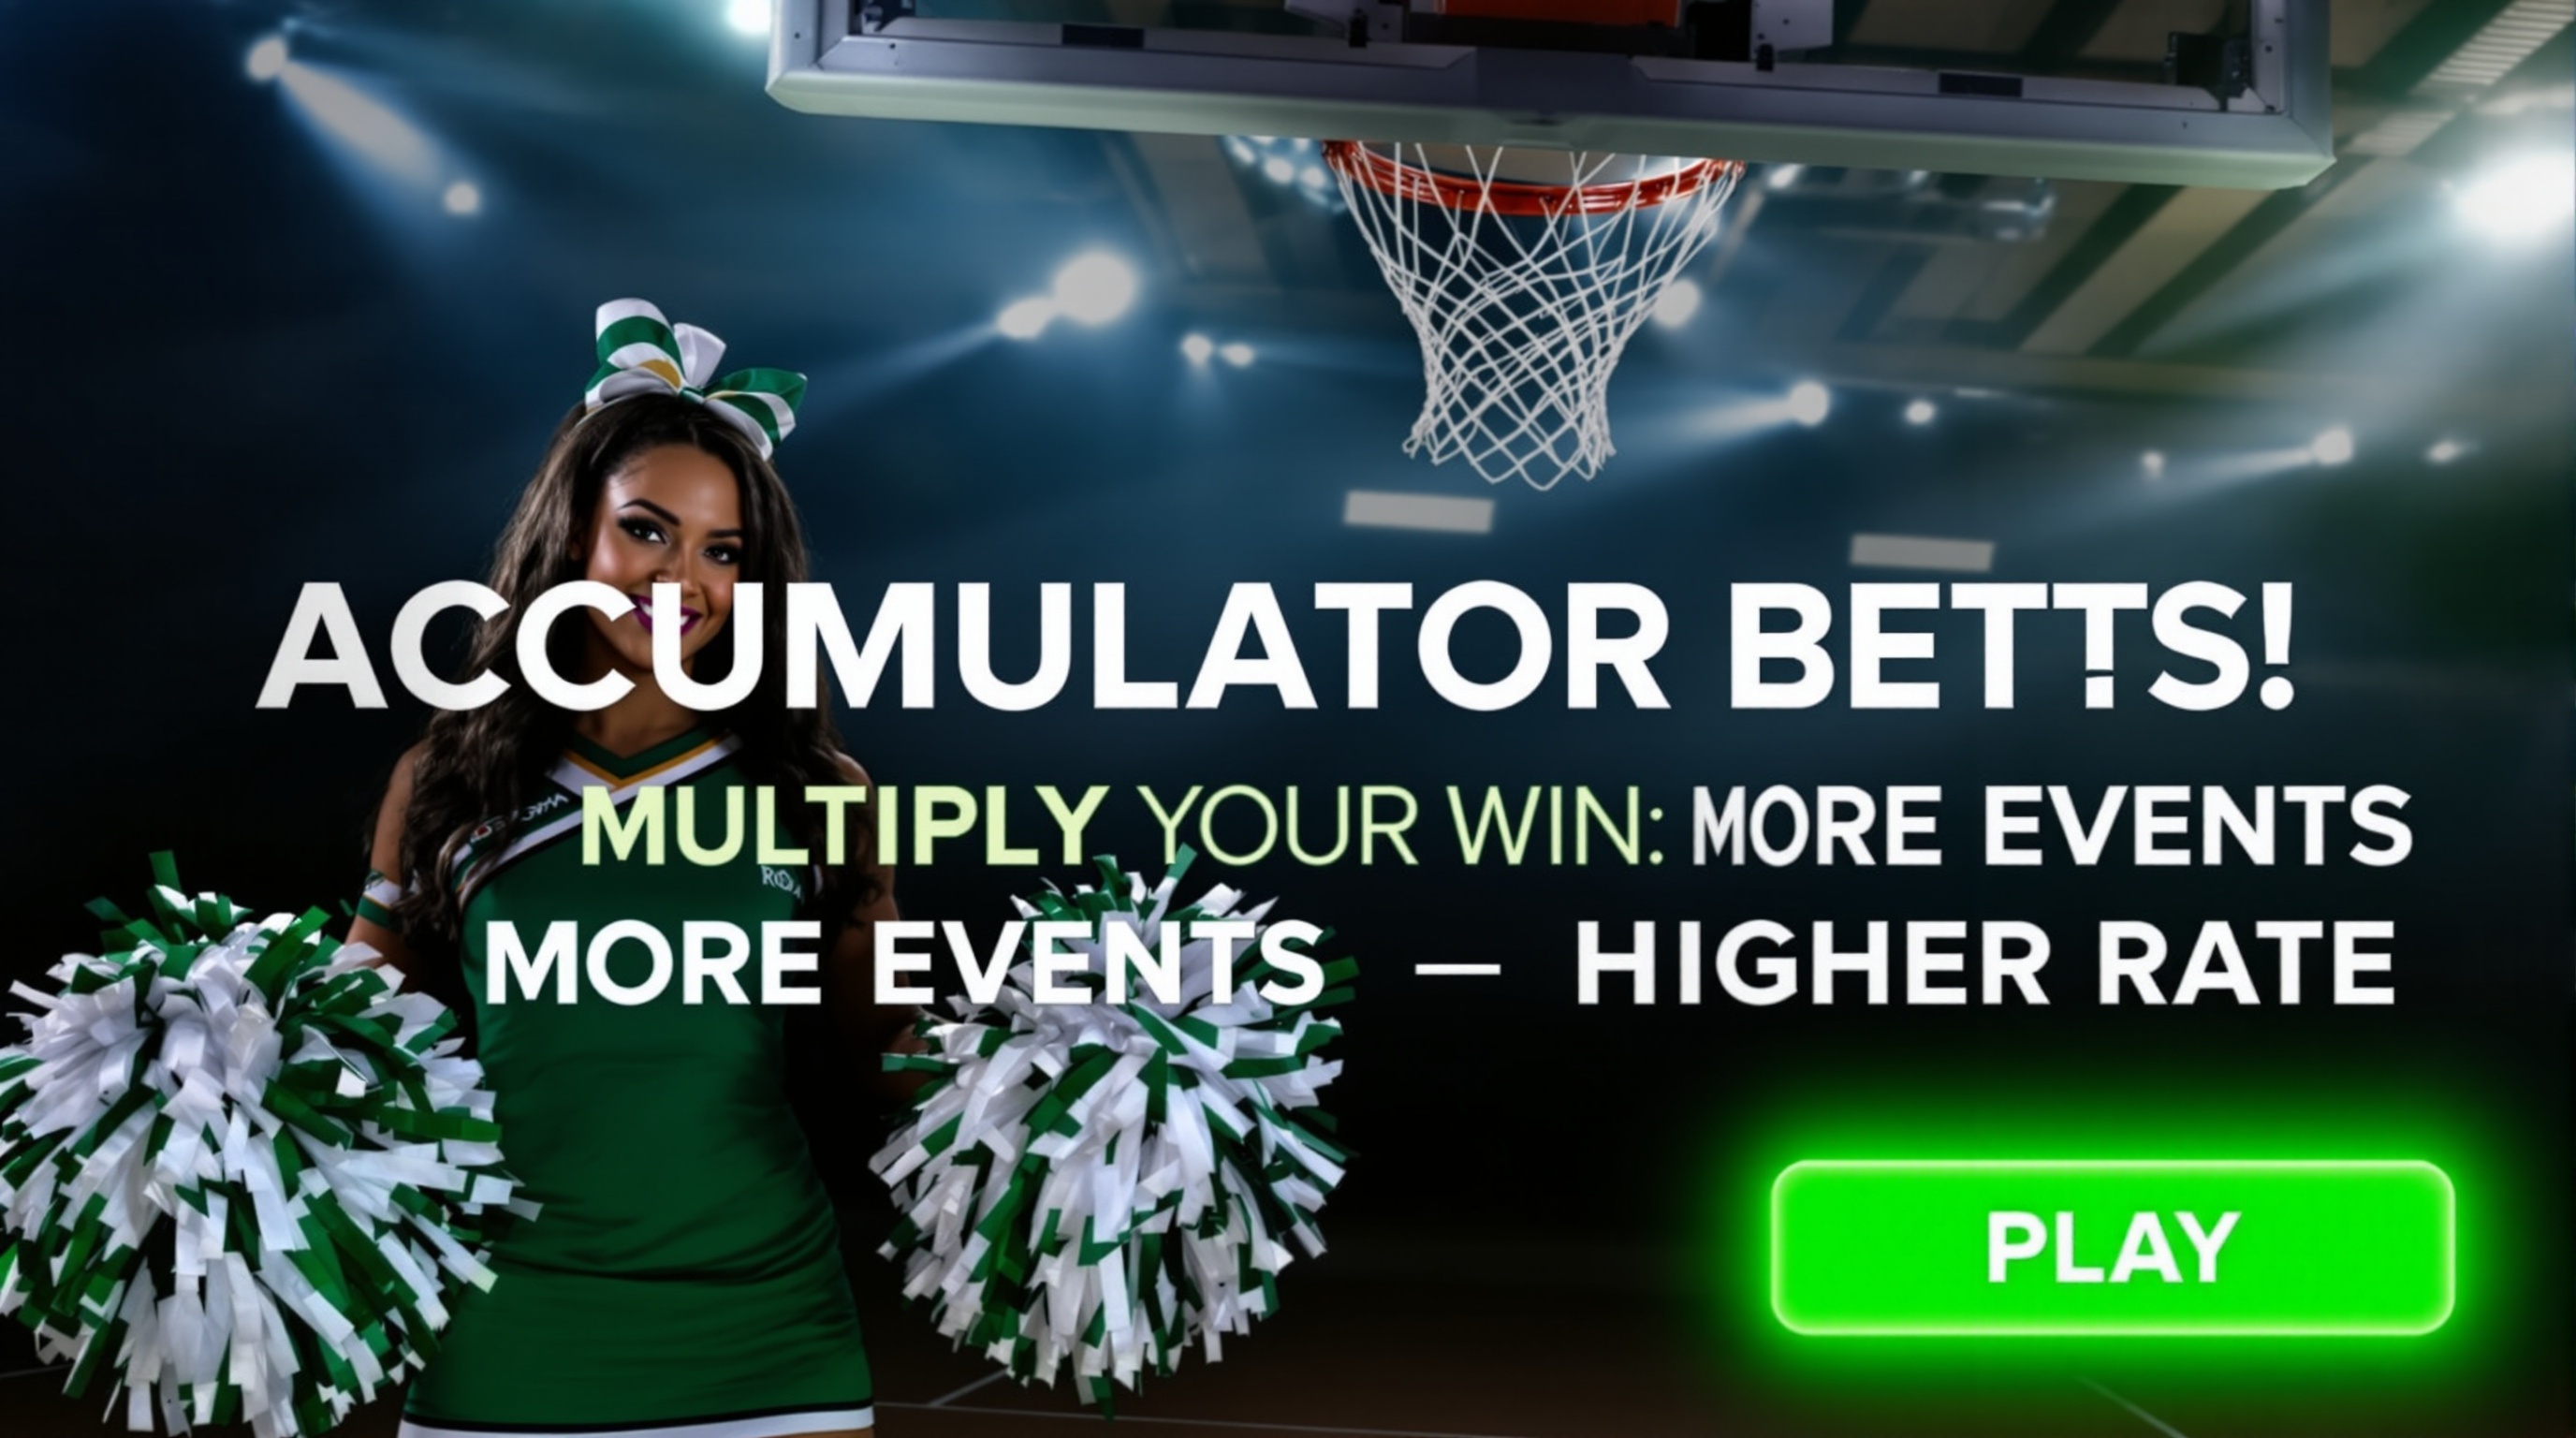 ACCUMULATOR BETTS!
MULTIPLY YOUR WIN: MORE EVENTS
MORE EVENTS — HIGHER RATE
PLAY